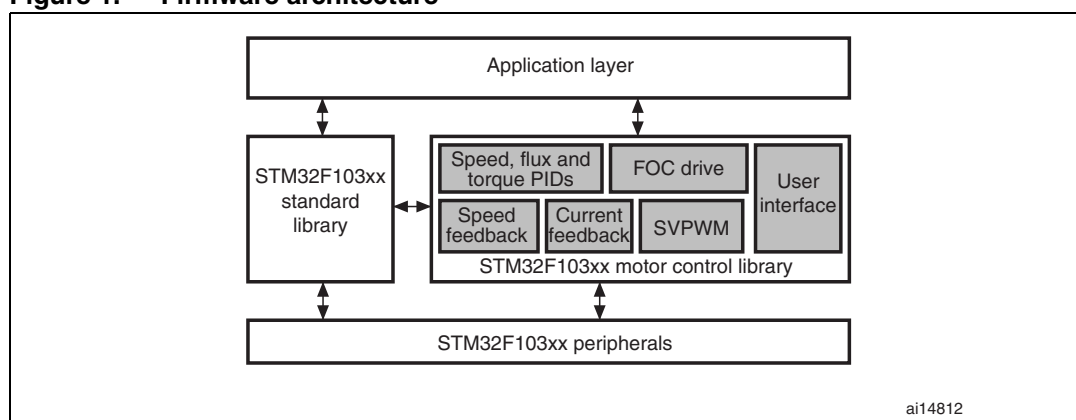 Figure 1. Firmware architecture
Application layer
STM32F103xx
standard
library
Speed, flux and
torque PIDs
FOC drive
User
interface
Speed
feedback
Current
feedback
SVPWM
STM32F103xx motor control library
STM32F103xx peripherals
ai14812